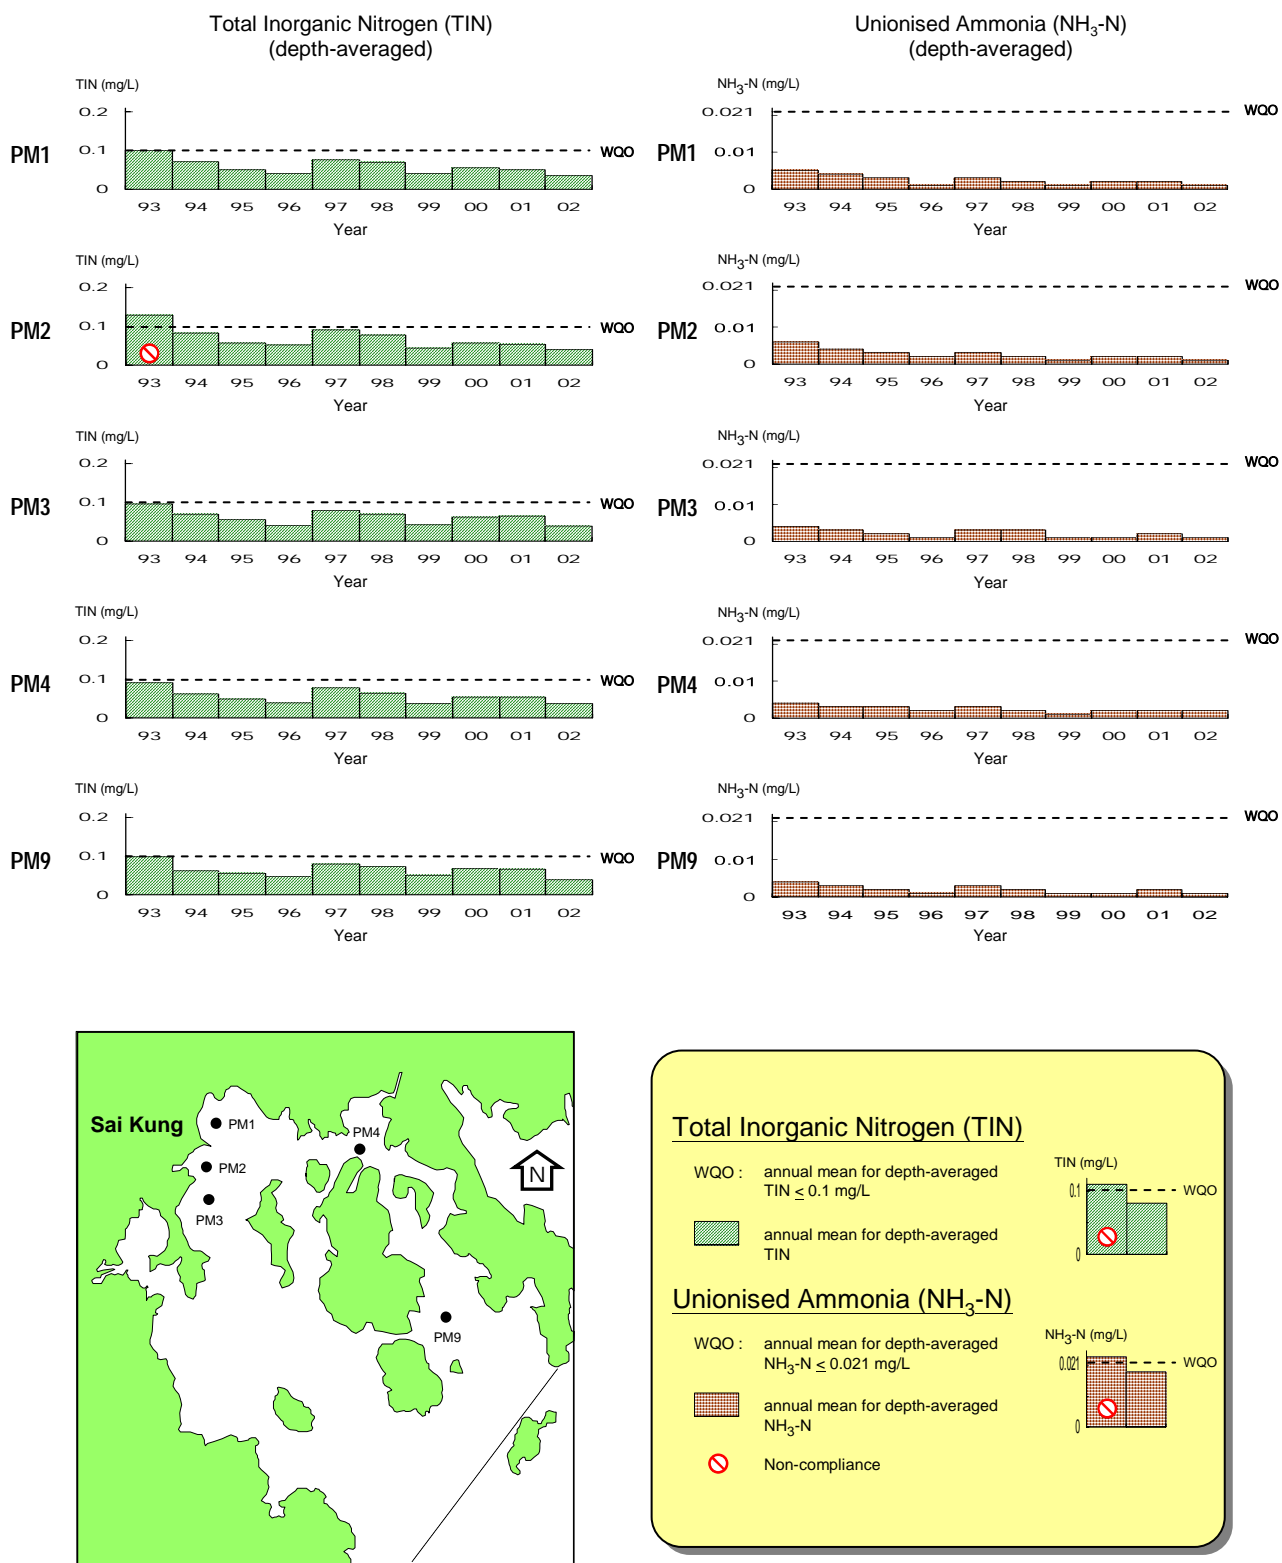 Total Inorganic Nitrogen (TIN)
(depth-averaged)
Unionised Ammonia (NH3-N)
(depth-averaged)
PM1
TIN (mg/L)
0.2
0.1
0
WQO
93 94 95 96 97 98 99 00 01 02
Year
PM1
NH3-N (mg/L)
0.021
0.01
0
WQO
93 94 95 96 97 98 99 00 01 02
Year
PM2
TIN (mg/L)
0.2
0.1
0
WQO
93 94 95 96 97 98 99 00 01 02
Year
PM2
NH3-N (mg/L)
0.021
0.01
0
WQO
93 94 95 96 97 98 99 00 01 02
Year
PM3
TIN (mg/L)
0.2
0.1
0
WQO
93 94 95 96 97 98 99 00 01 02
Year
PM3
NH3-N (mg/L)
0.021
0.01
0
WQO
93 94 95 96 97 98 99 00 01 02
Year
PM4
TIN (mg/L)
0.2
0.1
0
WQO
93 94 95 96 97 98 99 00 01 02
Year
PM4
NH3-N (mg/L)
0.021
0.01
0
WQO
93 94 95 96 97 98 99 00 01 02
Year
PM9
TIN (mg/L)
0.2
0.1
0
WQO
93 94 95 96 97 98 99 00 01 02
Year
PM9
NH3-N (mg/L)
0.021
0.01
0
WQO
93 94 95 96 97 98 99 00 01 02
Year
Sai Kung
PM1
PM4
PM2
PM3
PM9
N
Total Inorganic Nitrogen (TIN)
WQO : annual mean for depth-averaged
TIN ≤ 0.1 mg/L
annual mean for depth-averaged
TIN
TIN (mg/L)
0.1
WQO
0
Unionised Ammonia (NH3-N)
WQO : annual mean for depth-averaged
NH3-N ≤ 0.021 mg/L
annual mean for depth-averaged
NH3-N
NH3-N (mg/L)
0.021
WQO
0
Non-compliance